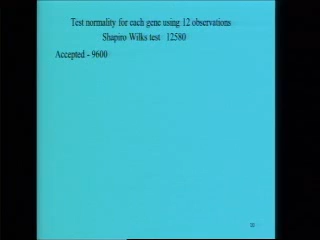 Test normality for each gene using 12 observations
Shapiro Wilks test 12580
Accepted - 9600